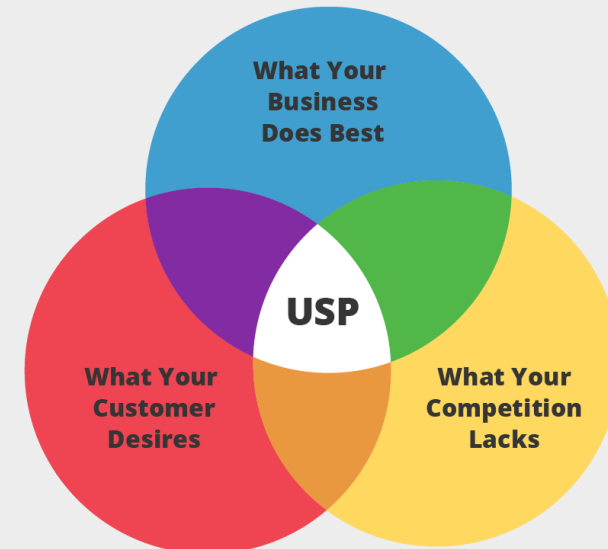 What Your
Business
Does Best
USP
What Your
Customer
Desires
What Your
Competition
Lacks